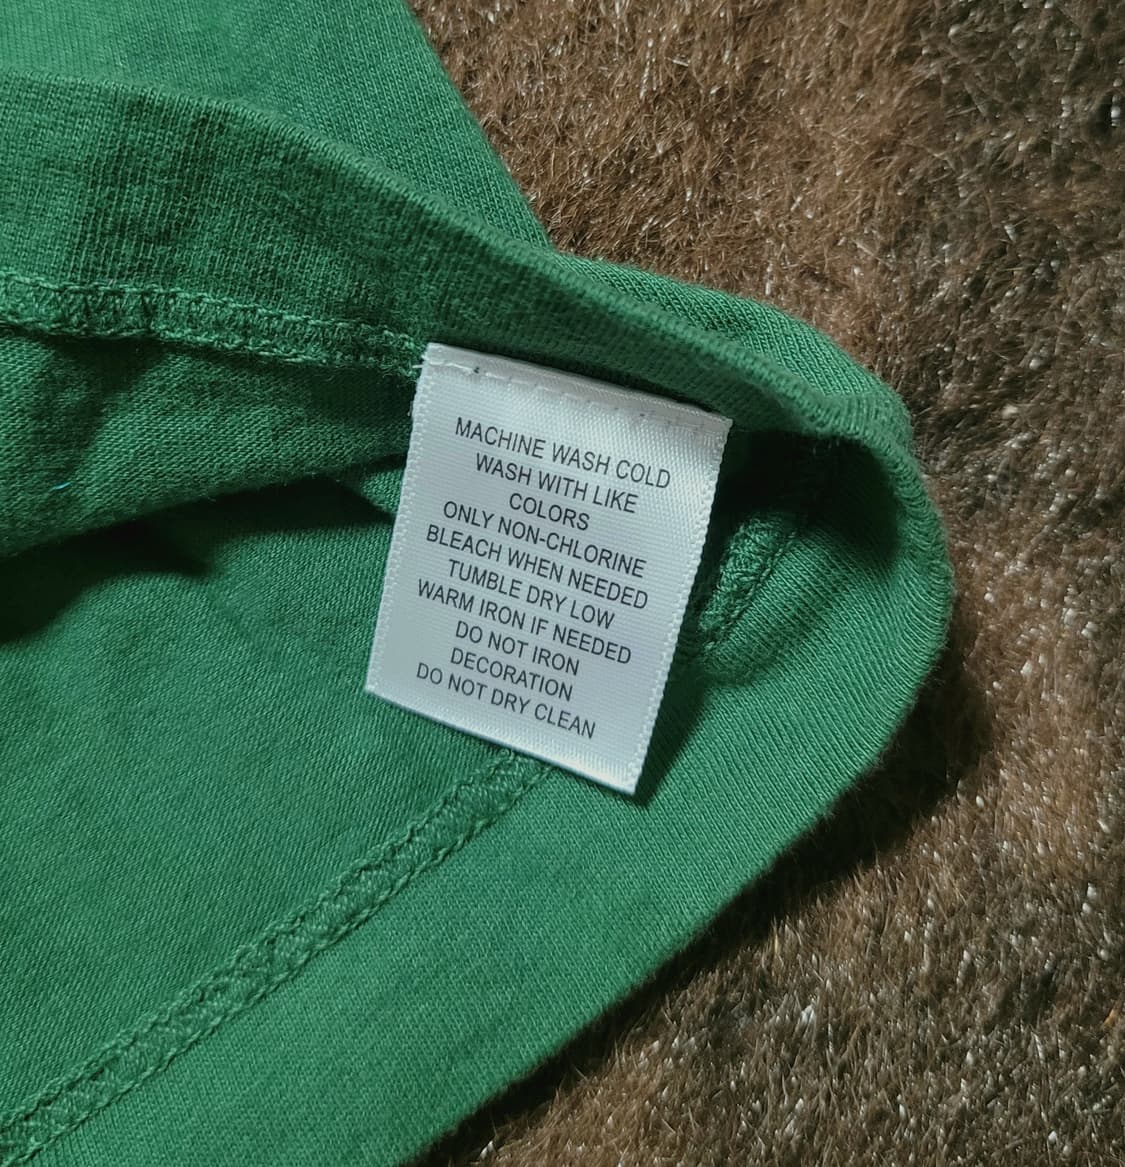 MACHINE WASH COLD
WASH WITH LIKE
COLORS
ONLY NON-CHLORINE
BLEACH WHEN NEEDED
TUMBLE DRY LOW
WARM IRON IF NEEDED
DO NOT IRON
DECORATION
DO NOT DRY CLEAN